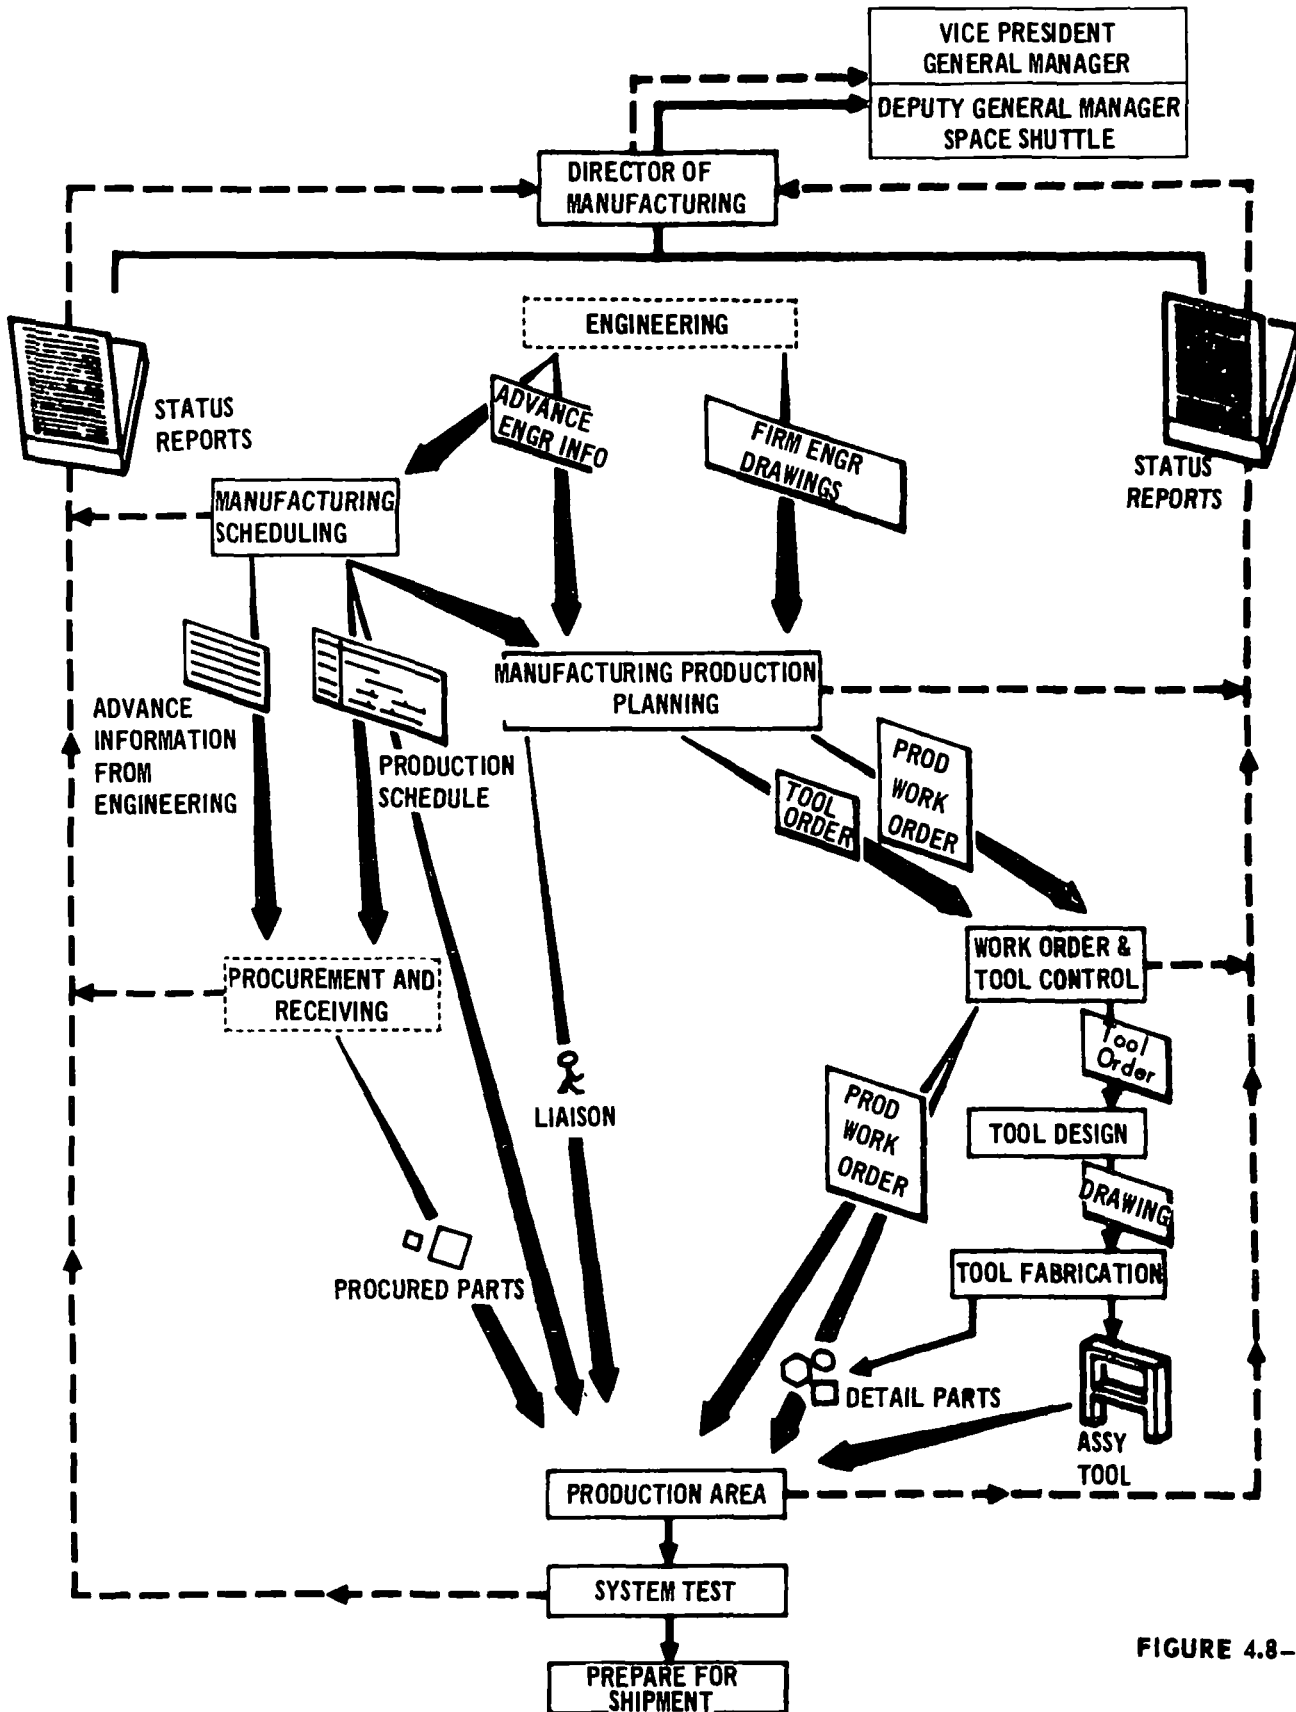 VICE PRESIDENT
GENERAL MANAGER
DEPUTY GENERAL MANAGER
SPACE SHUTTLE
DIRECTOR OF
MANUFACTURING
ENGINEERING
STATUS
REPORTS
ADVANCE
ENGR INFO
FIRM ENGR
DRAWINGS
STATUS
REPORTS
MANUFACTURING
SCHEDULING
MANUFACTURING PRODUCTION
PLANNING
ADVANCE
INFORMATION
FROM
ENGINEERING
PRODUCTION
SCHEDULE
TOOL
ORDER
PROD
WORK
ORDER
WORK ORDER &
TOOL CONTROL
PROCUREMENT AND
RECEIVING
Tool
Order
LIAISON
PROD
WORK
ORDER
TOOL DESIGN
DRAWING
TOOL FABRICATION
PROCURED PARTS
DETAIL PARTS
ASSY
TOOL
PRODUCTION AREA
SYSTEM TEST
PREPARE FOR
SHIPMENT
FIGURE 4.8–